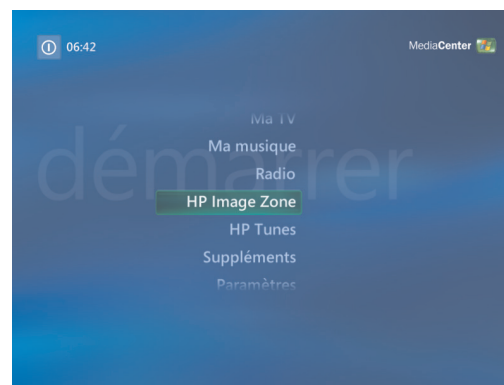 06:42
MediaCenter
démarrer
Ma TV
Ma musique
Radio
HP Image Zone
HP Tunes
Suppléments
Paramètres